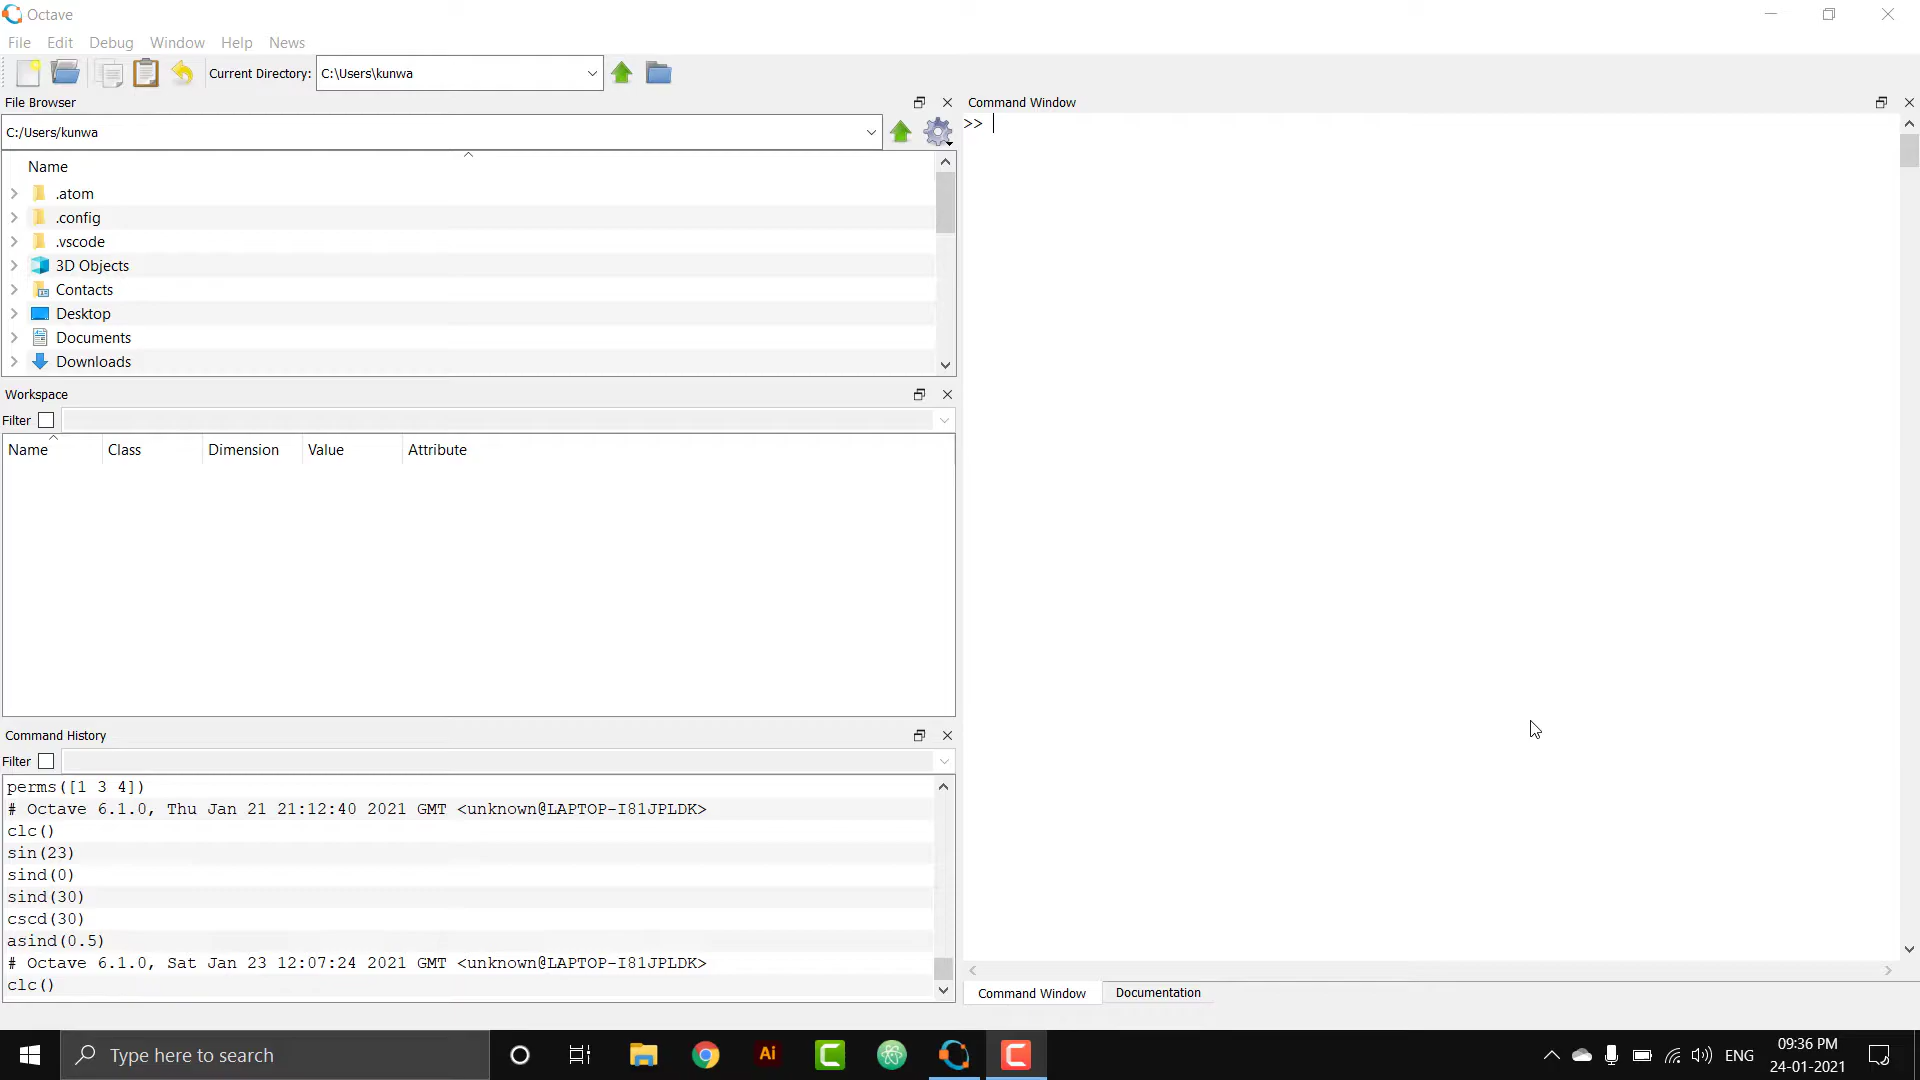 Octave
File Edit Debug Window Help News
Current Directory: C:\Users\kunwa
File Browser
C:/Users/kunwa
Name
.atom
.config
.vscode
3D Objects
Contacts
Desktop
Documents
Downloads
Workspace
Filter
Name Class Dimension Value Attribute
Command History
Filter
perms([1 3 4])
# Octave 6.1.0, Thu Jan 21 21:12:40 2021 GMT <unknown@LAPTOP-I81JPLDK>
clc()
sin(23)
sind(0)
sind(30)
cscd(30)
asind(0.5)
# Octave 6.1.0, Sat Jan 23 12:07:24 2021 GMT <unknown@LAPTOP-I81JPLDK>
clc()
Command Window
>>
Command Window Documentation
Type here to search
Ai
ENG
09:36 PM
24-01-2021